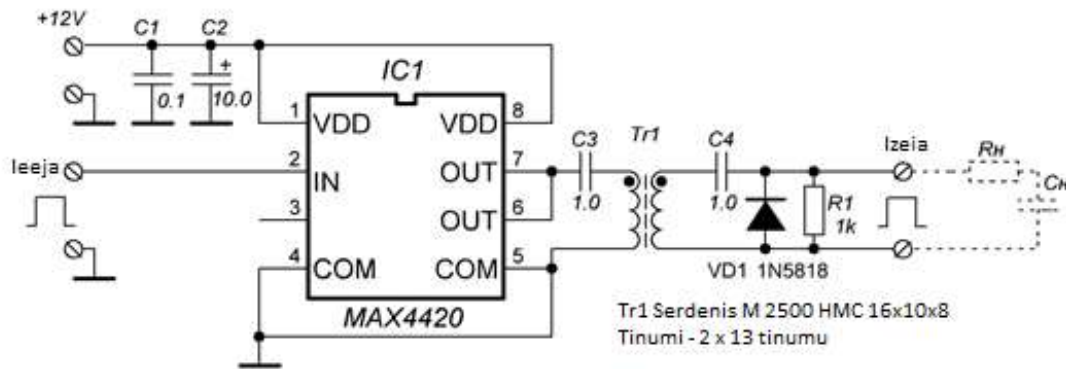 +12V
C1
C2
+
0.1
10.0
IC1
1
VDD
VDD
8
Ieeja
2
IN
OUT
7
3
OUT
6
4
COM
COM
5
MAX4420
C3
1.0
Tr1
C4
1.0
VD1 1N5818
R1
1k
Izeia
Rн
Cн
Tr1 Serdenis M 2500 HMC 16x10x8
Tinumi - 2 x 13 tinumu